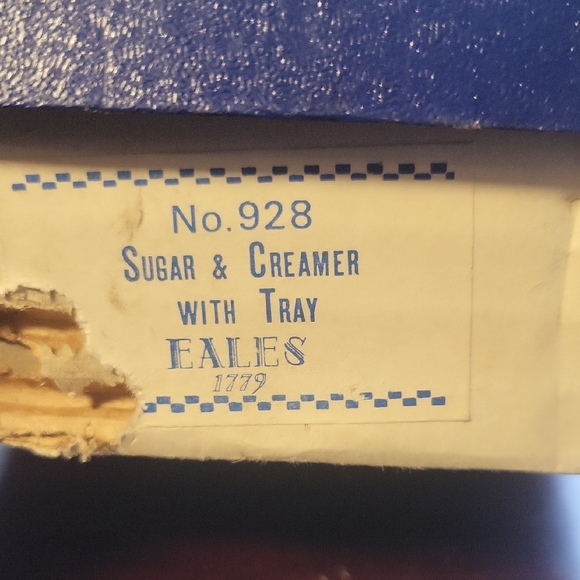 No.928
SUGAR & CREAMER
WITH TRAY
EALES
1779